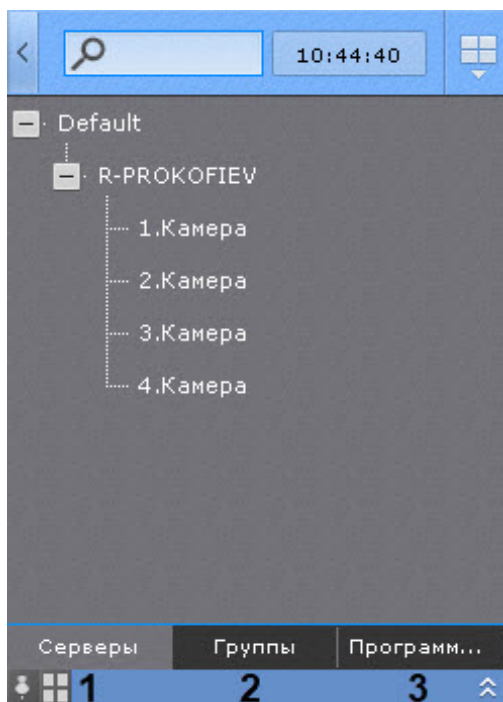 10:44:40
Default
R-PROKOFIEV
1.Камера
2.Камера
3.Камера
4.Камера
Серверы Группы Программ...
1 2 3